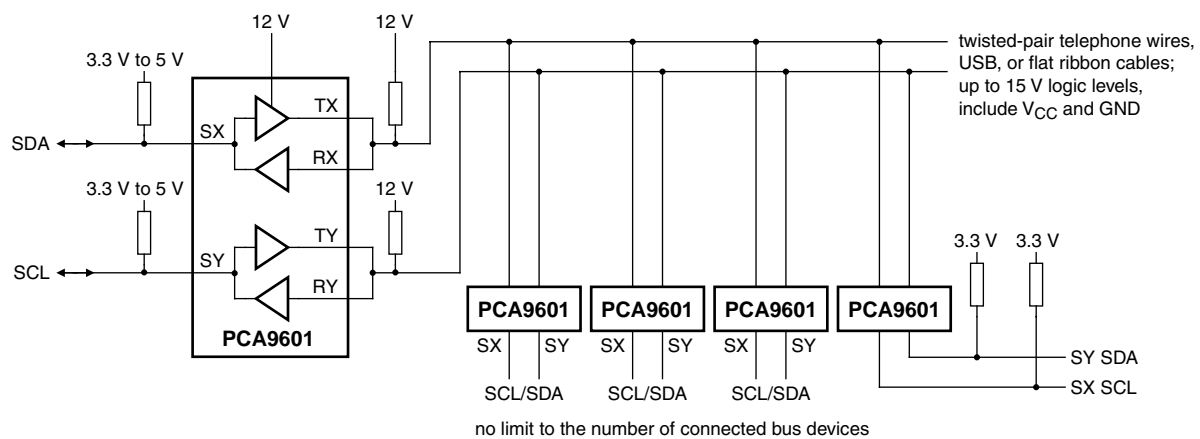 12 V
12 V
3.3 V to 5 V
twisted-pair telephone wires,
USB, or flat ribbon cables;
up to 15 V logic levels,
include VCC and GND
TX
SX
SDA
RX
3.3 V to 5 V
12 V
TY
SY
SCL
RY
PCA9601
3.3 V 3.3 V
PCA9601 PCA9601 PCA9601 PCA9601
SX SY SX SY SX SY
SY SDA
SCL/SDA SCL/SDA SCL/SDA
SX SCL
no limit to the number of connected bus devices